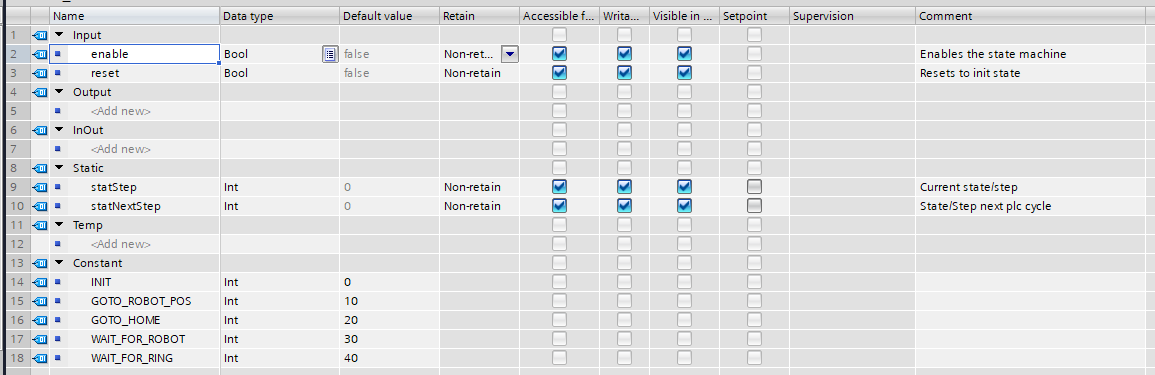 Name Data type Default value Retain Accessible f... Writa... Visible in ... Setpoint Supervision Comment
1 Input
2 enable Bool false Non-ret... Enables the state machine
3 reset Bool false Non-retain Resets to init state
4 Output
5 <Add new>
6 InOut
7 <Add new>
8 Static
9 statStep Int 0 Non-retain Current state/step
10 statNextStep Int 0 Non-retain State/Step next plc cycle
11 Temp
12 <Add new>
13 Constant
14 INIT Int 0
15 GOTO_ROBOT_POS Int 10
16 GOTO_HOME Int 20
17 WAIT_FOR_ROBOT Int 30
18 WAIT_FOR_RING Int 40